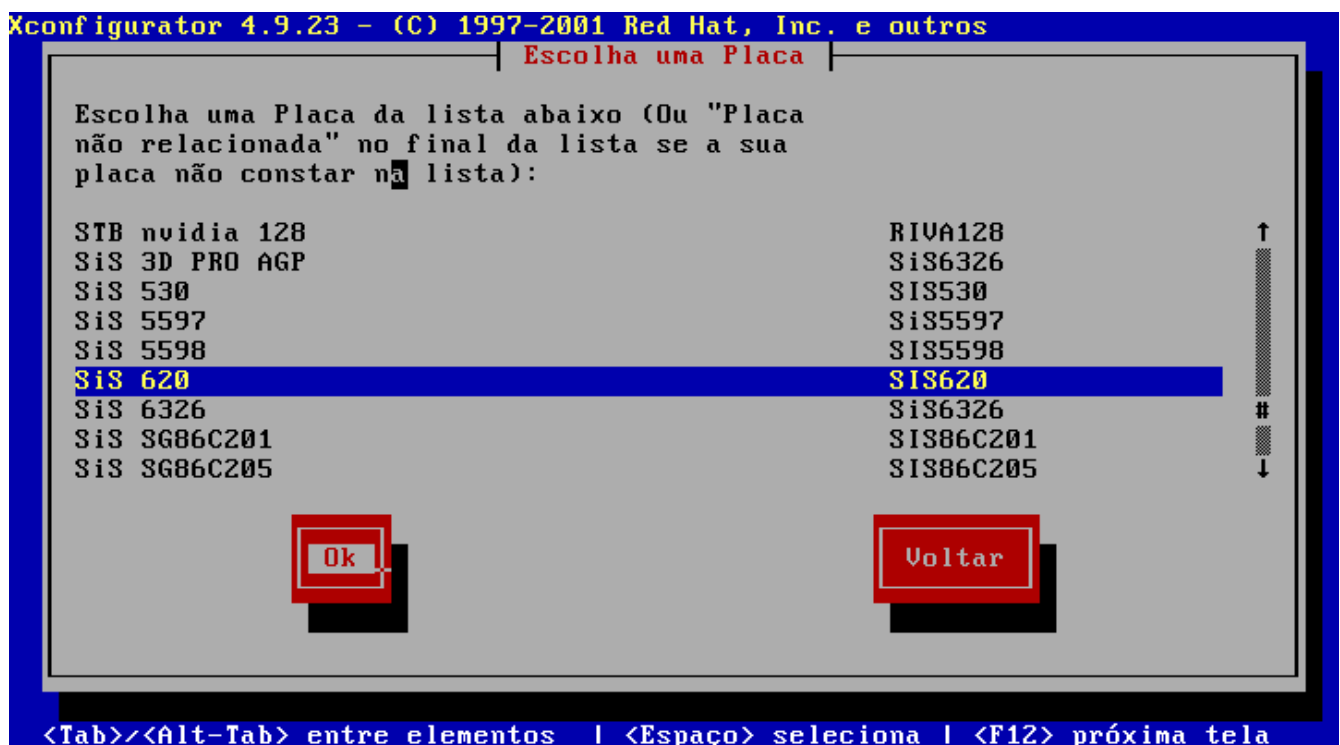 Xconfigurator 4.9.23 - (C) 1997-2001 Red Hat, Inc. e outros
Escolha uma Placa
Escolha uma Placa da lista abaixo (Ou "Placa
não relacionada" no final da lista se a sua
placa não constar na lista):
STB nvidia 128 RIVA128 ↑
SiS 3D PRO AGP SiS6326
SiS 530 SIS530
SiS 5597 SiS5597
SiS 5598 SIS5598
SiS 620 SIS620
SiS 6326 SiS6326 #
SiS SG86C201 SIS86C201
SiS SG86C205 SIS86C205 ↓
Ok Voltar
<Tab>/<Alt-Tab> entre elementos | <Espaço> seleciona | <F12> próxima tela